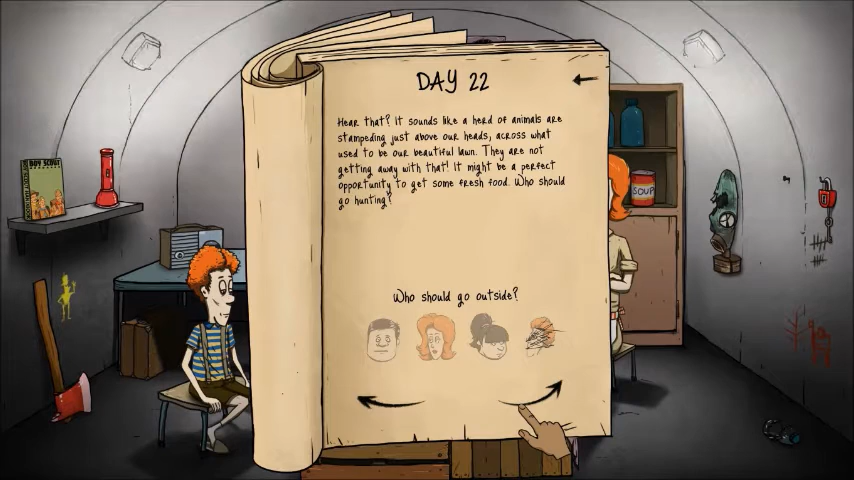 DAY 22
Hear that? It sounds like a herd of animals are
stampeding just above our heads, across what
used to be our beautiful lawn. They are not
getting away with that! It might be a perfect
opportunity to get some fresh food. Who should
go hunting?
Who should go outside?
BOY SCOUT
SOUP